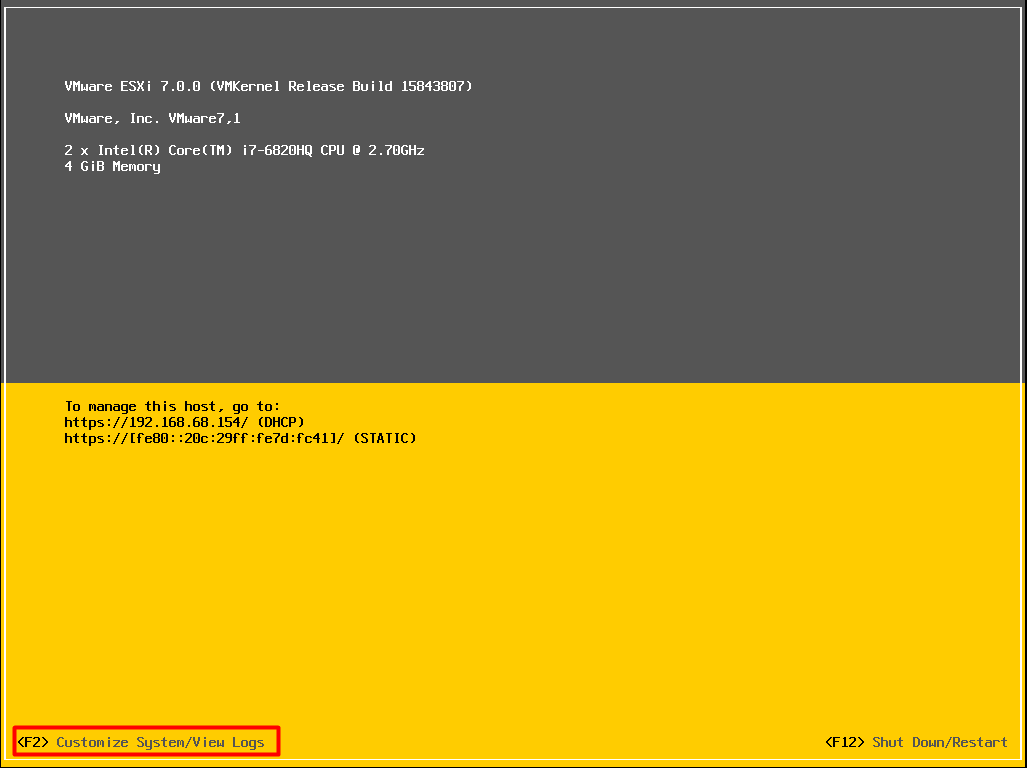 VMware ESXi 7.0.0 (VMKernel Release Build 15843807)
VMware, Inc. VMware7,1
2 x Intel(R) Core(TM) i7-6820HQ CPU @ 2.70GHz
4 GiB Memory
To manage this host, go to:
https://192.168.68.154/ (DHCP)
https://[fe80::20c:29ff:fe7d:fc41]/ (STATIC)
<F2> Customize System/View Logs
<F12> Shut Down/Restart